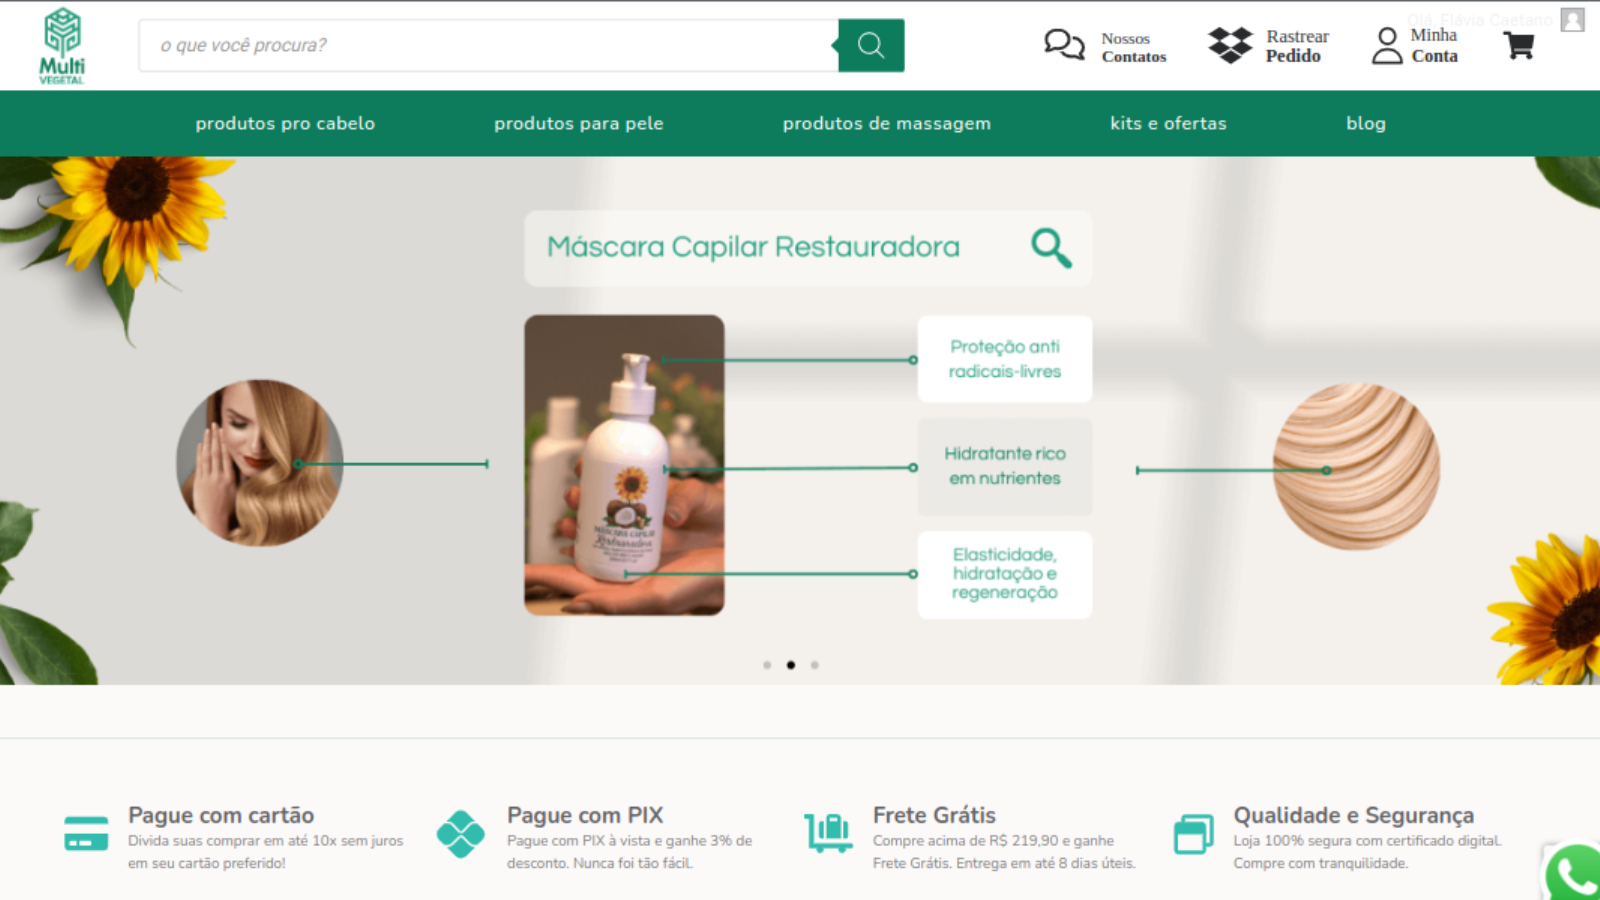 Olá, Flávia Caetano
Multi
VEGETAL
o que você procura?
Nossos
Contatos
Rastrear
Pedido
Minha
Conta
produtos pro cabelo
produtos para pele
produtos de massagem
kits e ofertas
blog
Máscara Capilar Restauradora
Proteção anti
radicais-livres
Hidratante rico
em nutrientes
Elasticidade,
hidratação e
regeneração
MÁSCARA CAPILAR
Restauradora
Pague com cartão
Divida suas comprar em até 10x sem juros
em seu cartão preferido!
Pague com PIX
Pague com PIX à vista e ganhe 3% de
desconto. Nunca foi tão fácil.
Frete Grátis
Compre acima de R$ 219,90 e ganhe
Frete Grátis. Entrega em até 8 dias úteis.
Qualidade e Segurança
Loja 100% segura com certificado digital.
Compre com tranquilidade.